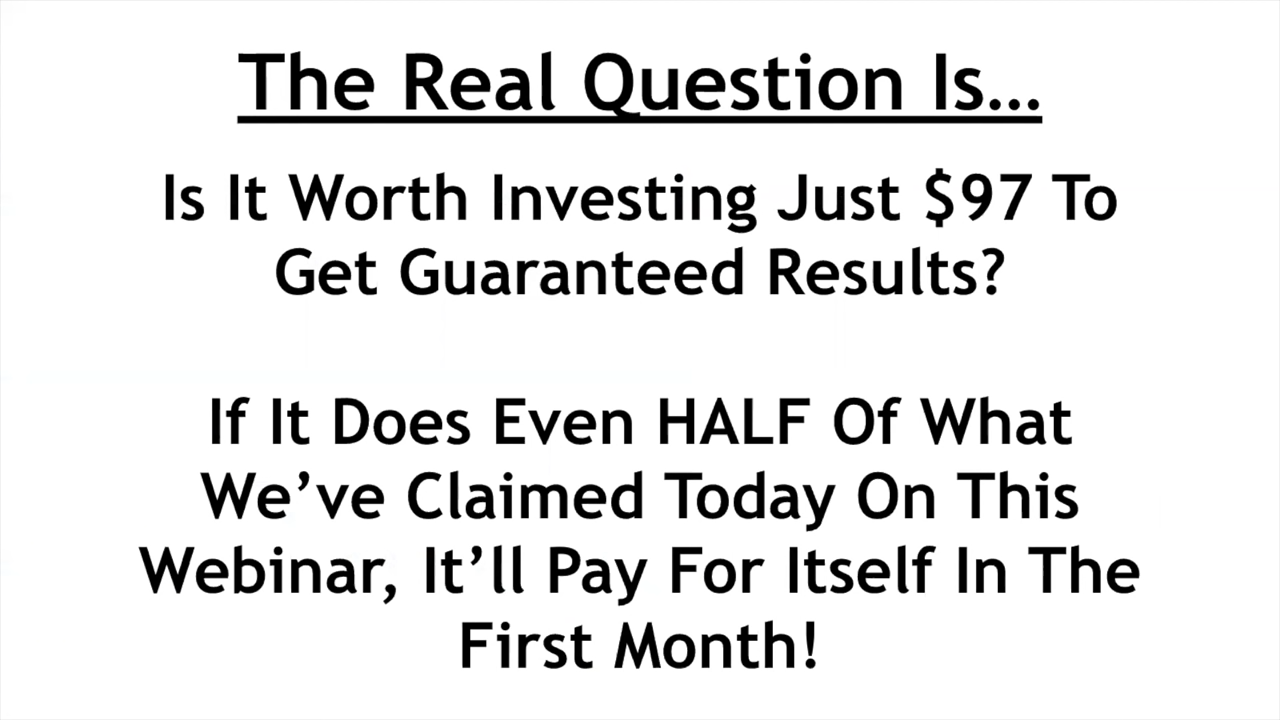 The Real Question Is...
Is It Worth Investing Just $97 To
Get Guaranteed Results?
If It Does Even HALF Of What
We’ve Claimed Today On This
Webinar, It’ll Pay For Itself In The
First Month!